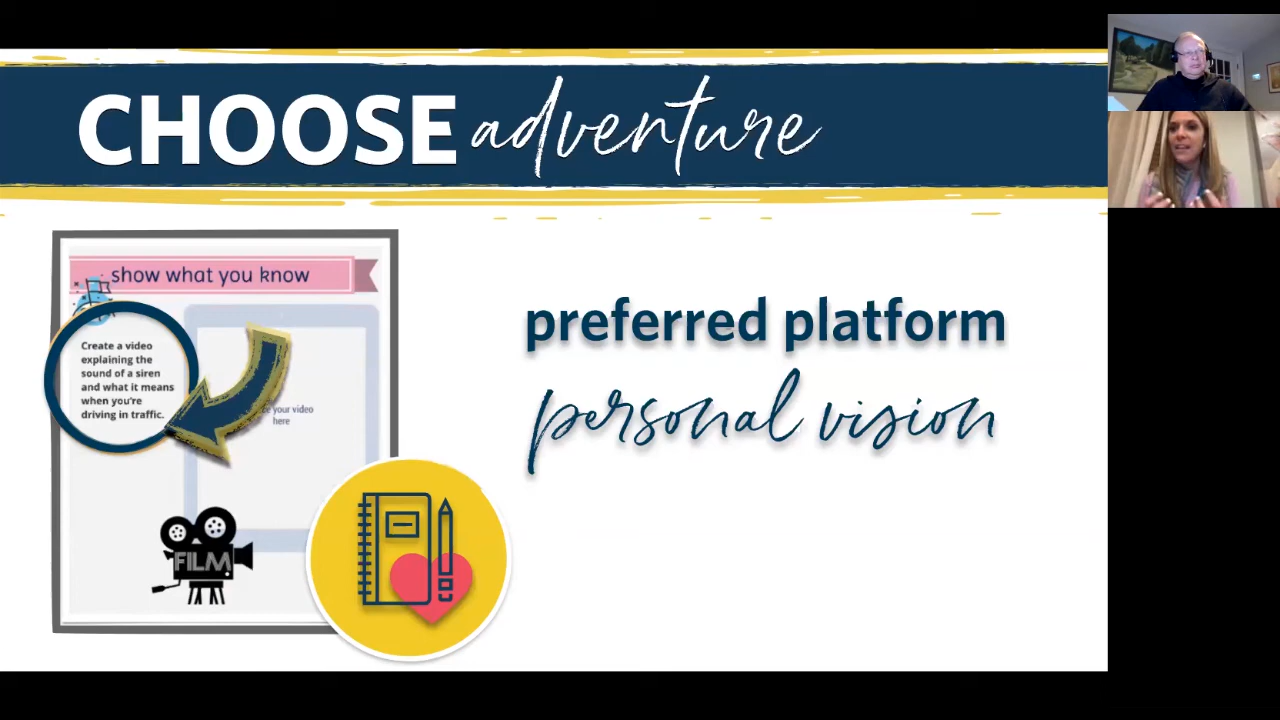 CHOOSE adventure
show what you know
Create a video
explaining the
sound of a siren
and what it means
when you're
driving in traffic.
your video
here
FILM
preferred platform
personal vision